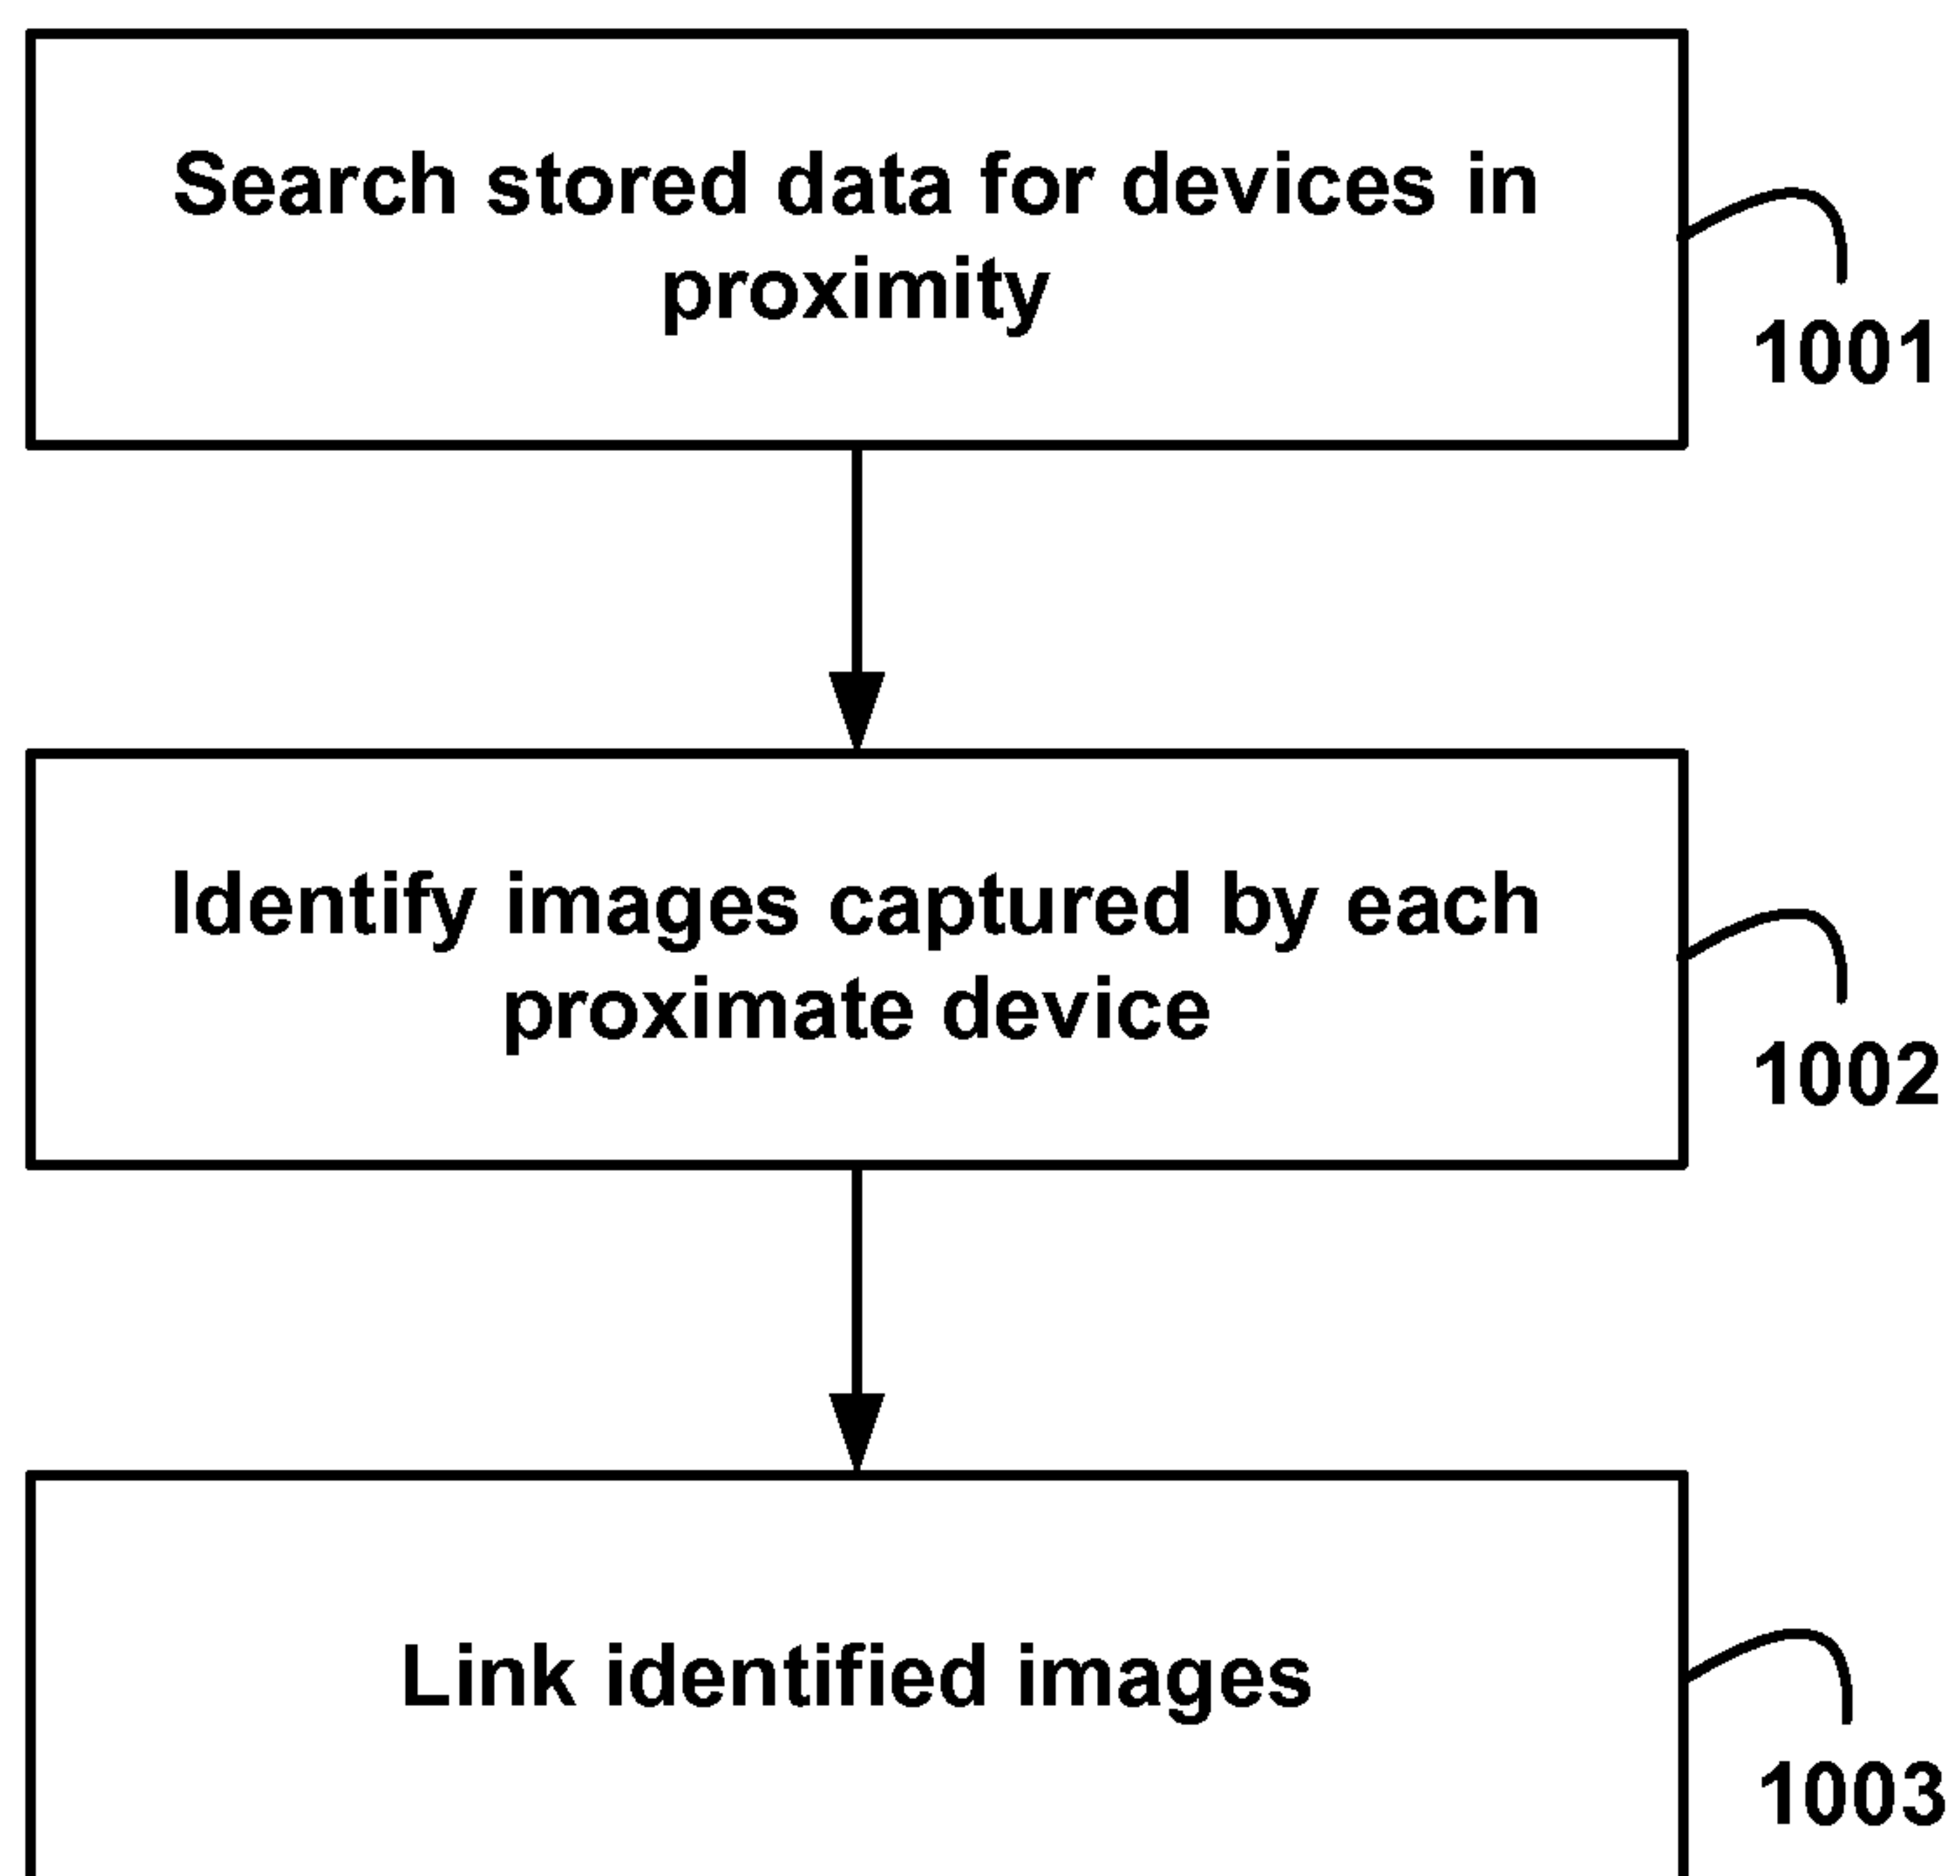 Search stored data for devices in
proximity
1001
Identify images captured by each
proximate device
1002
Link identified images
1003